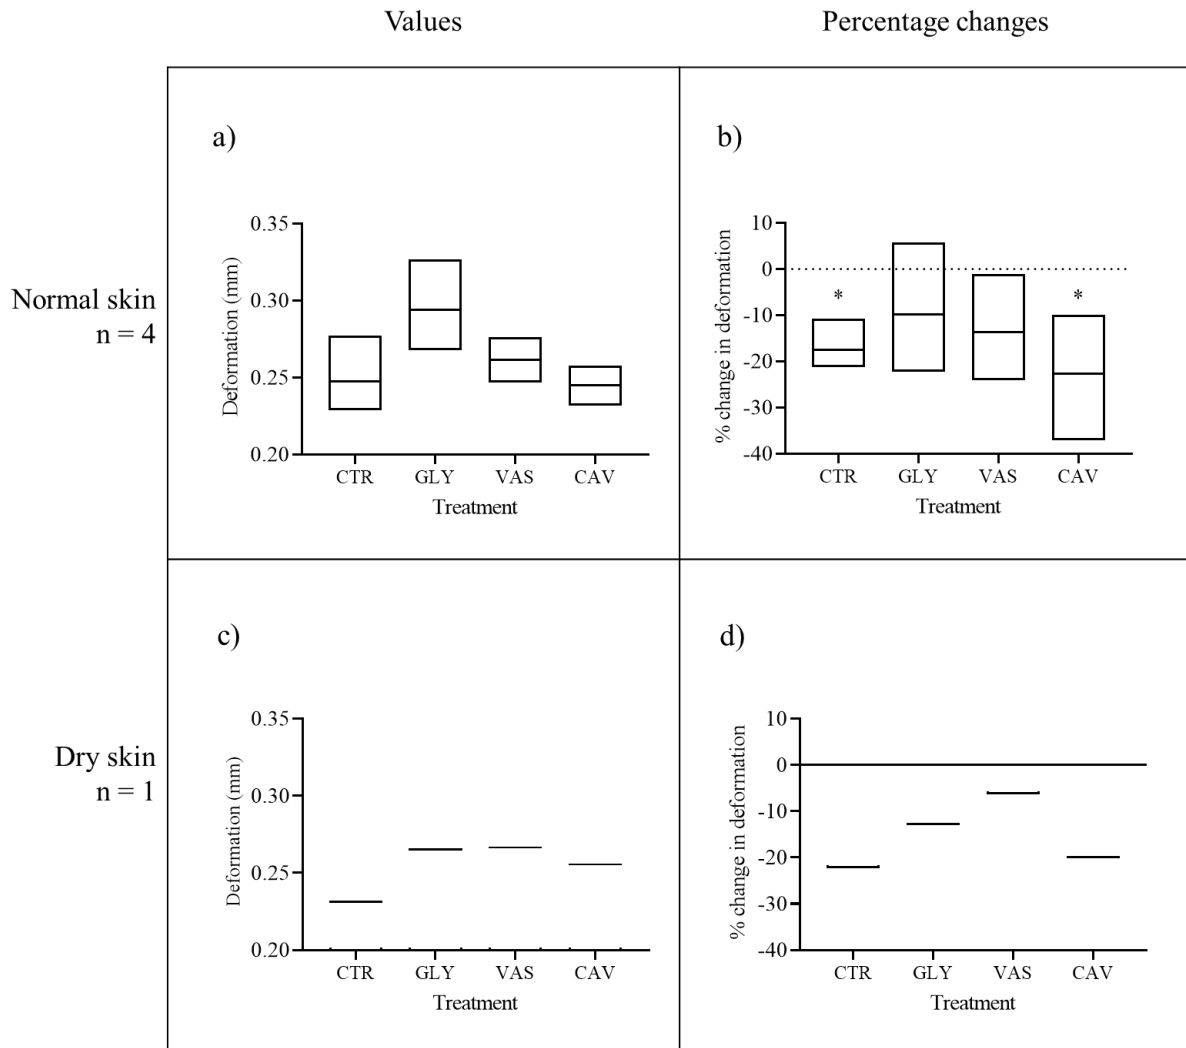 Values
Percentage changes
Normal skin
n = 4
a)
0.35
0.30
0.25
0.20
Deformation (mm)
CTR GLY VAS CAV
Treatment
b)
10
0
-10
-20
-30
-40
% change in deformation
* *
CTR GLY VAS CAV
Treatment
Dry skin
n = 1
c)
0.35
0.30
0.25
0.20
Deformation (mm)
CTR GLY VAS CAV
Treatment
d)
10
0
-10
-20
-30
-40
% change in deformation
CTR GLY VAS CAV
Treatment